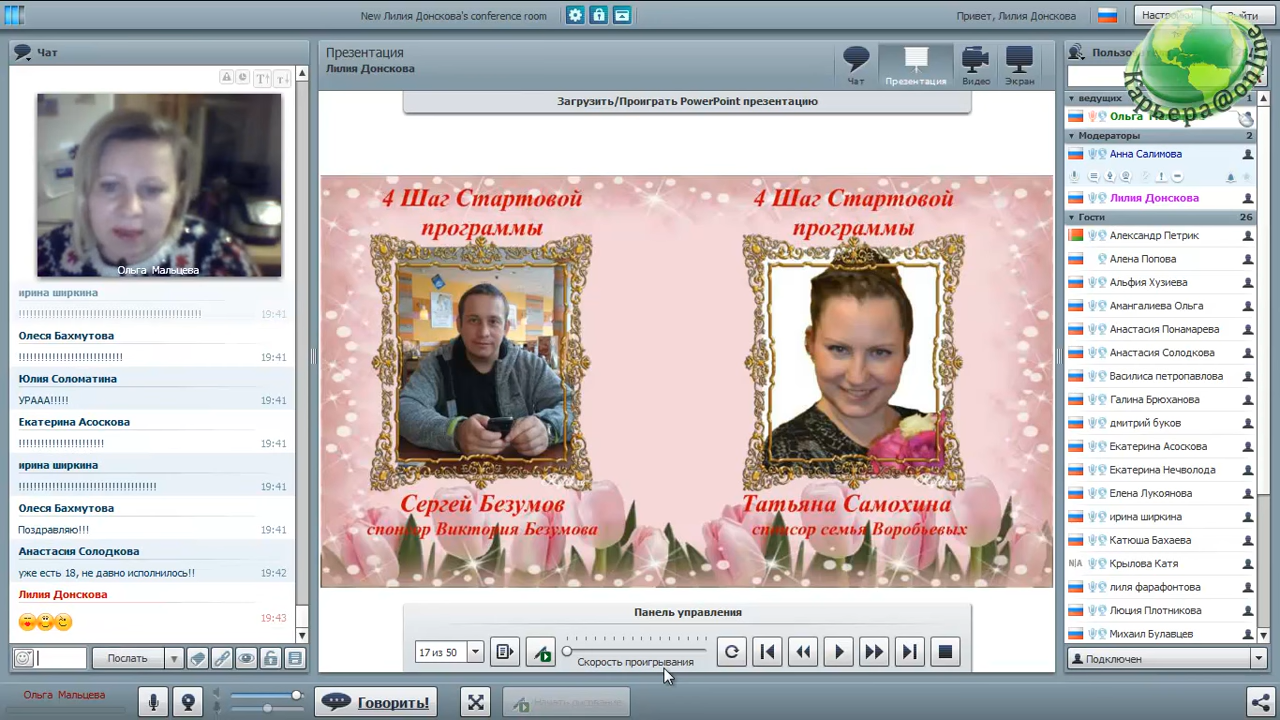 New Лилия Донскова's conference room
Привет, Лилия Донскова
Настройки
Выйти
Карьера@online
Чат
Ольга Мальцева
ирина ширкина
!!!!!!!!!!!!!!!!!!!!!!!!!!!!!!!!!!!!!!!!!!!!!!! 19:41
Олеся Бахмутова
!!!!!!!!!!!!!!!!!!!!!!!!!!! 19:41
Юлия Соломатина
УРААА!!!!! 19:41
Екатерина Асоскова
!!!!!!!!!!!!!!!!!!!!!! 19:41
ирина ширкина
!!!!!!!!!!!!!!!!!!!!!!!!!!!!!!!!!!!! 19:41
Олеся Бахмутова
Поздравляю!!! 19:41
Анастасия Солодкова
уже есть 18, не давно исполнилось!! 19:42
Лилия Донскова
19:43
Послать
Презентация
Лилия Донскова
Чат
Презентация
Видео
Экран
Загрузить/Проиграть PowerPoint презентацию
4 Шаг Стартовой
программы
Сергей Безумов
спонсор Виктория Безумова
4 Шаг Стартовой
программы
Татьяна Самохина
спонсор семья Воробьевых
Панель управления
17 из 50
Скорость проигрывания
ведущих 1
Ольга
Модераторы 2
Анна Салимова
Лилия Донскова
Гости 26
Александр Петрик
Алена Попова
Альфия Хузиева
Амангалиева Ольга
Анастасия Понамарева
Анастасия Солодкова
Василиса петропавлова
Галина Брюханова
дмитрий буков
Екатерина Асоскова
Екатерина Нечволода
Елена Лукоянова
ирина ширкина
Катюша Бахаева
N/A Крылова Катя
лиля фарафонтова
Люция Плотникова
Михаил Булавцев
Подключен
Ольга Мальцева
Говорить!